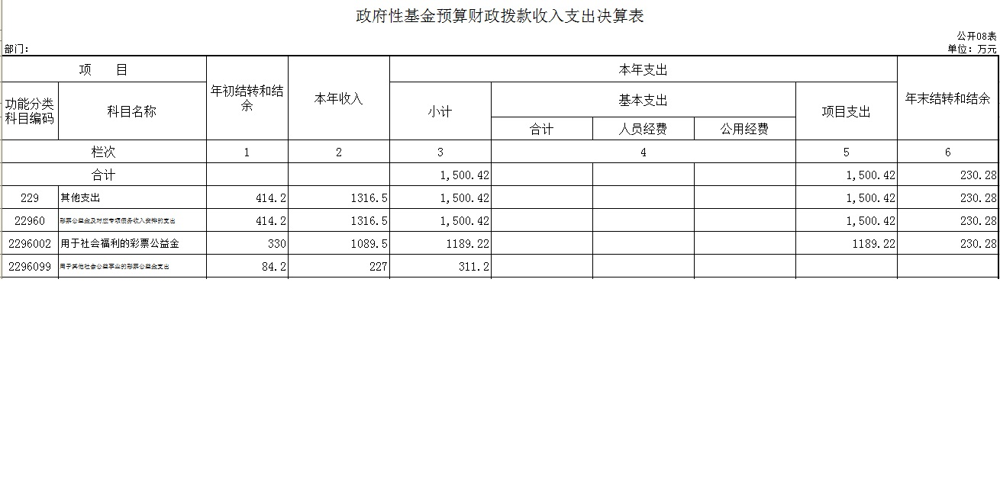 政府性基金预算财政拨款收入支出决算表
公开08表
部门：
单位：万元
项 目
年初结转和结余
本年收入
本年支出
年末结转和结余
功能分类科目编码
科目名称
小计
基本支出
项目支出
合计 人员经费 公用经费
栏次 1 2 3 4 5 6
合计 1,500.42 1,500.42 230.28
229 其他支出 414.2 1316.5 1,500.42 1,500.42 230.28
22960 彩票公益金及对应专项债务收入安排的支出 414.2 1316.5 1,500.42 1,500.42 230.28
2296002 用于社会福利的彩票公益金 330 1089.5 1189.22 1189.22 230.28
2296099 用于其他社会公益事业的彩票公益金支出 84.2 227 311.2